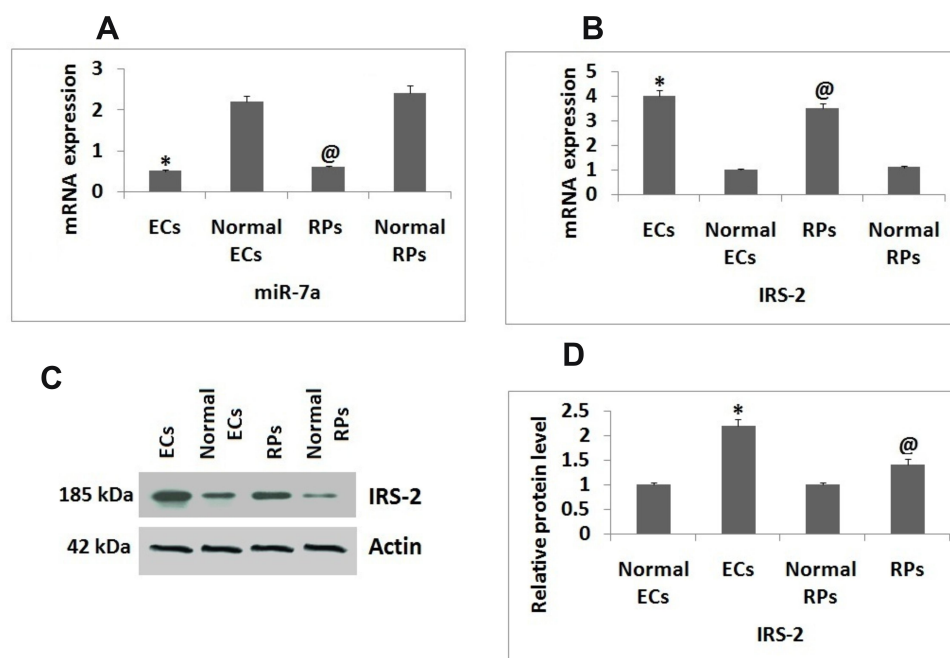 A
mRNA expression
3
2
1
0
*
@
ECs
Normal ECs
RPs
Normal RPs
miR-7a
B
mRNA expression
5
4
3
2
1
0
*
@
ECs
Normal ECs
RPs
Normal RPs
IRS-2
C
ECs
Normal ECs
RPs
Normal RPs
185 kDa
IRS-2
42 kDa
Actin
D
Relative protein level
2.5
2
1.5
1
0.5
0
*
@
Normal ECs
ECs
Normal RPs
RPs
IRS-2